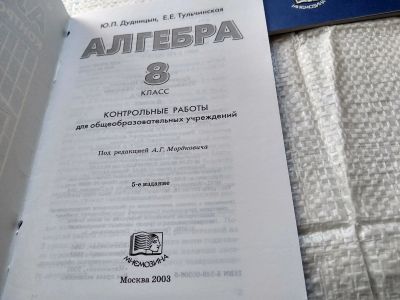 Ю.П. Дудницын, Е.Е. Тульчинская
АЛГЕБРА
8
КЛАСС
КОНТРОЛЬНЫЕ РАБОТЫ
для общеобразовательных учреждений
Под редакцией А.Г. Мордковича
5-е издание
МНЕМОЗИНА
Москва 2003